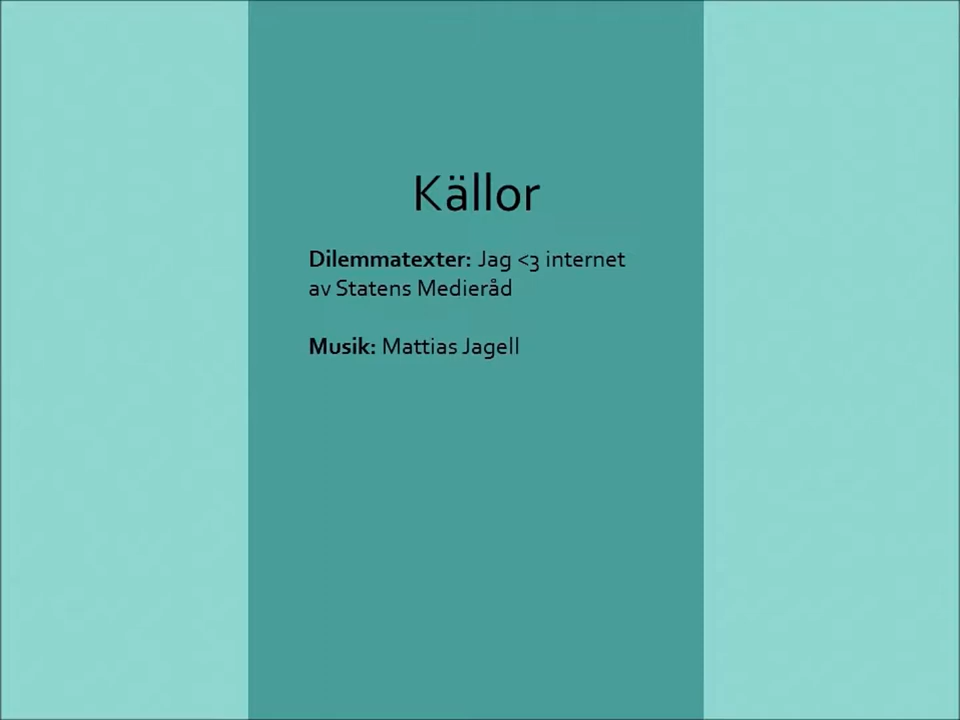 Källor
Dilemmatexter: Jag <3 internet
av Statens Medieråd
Musik: Mattias Jagell